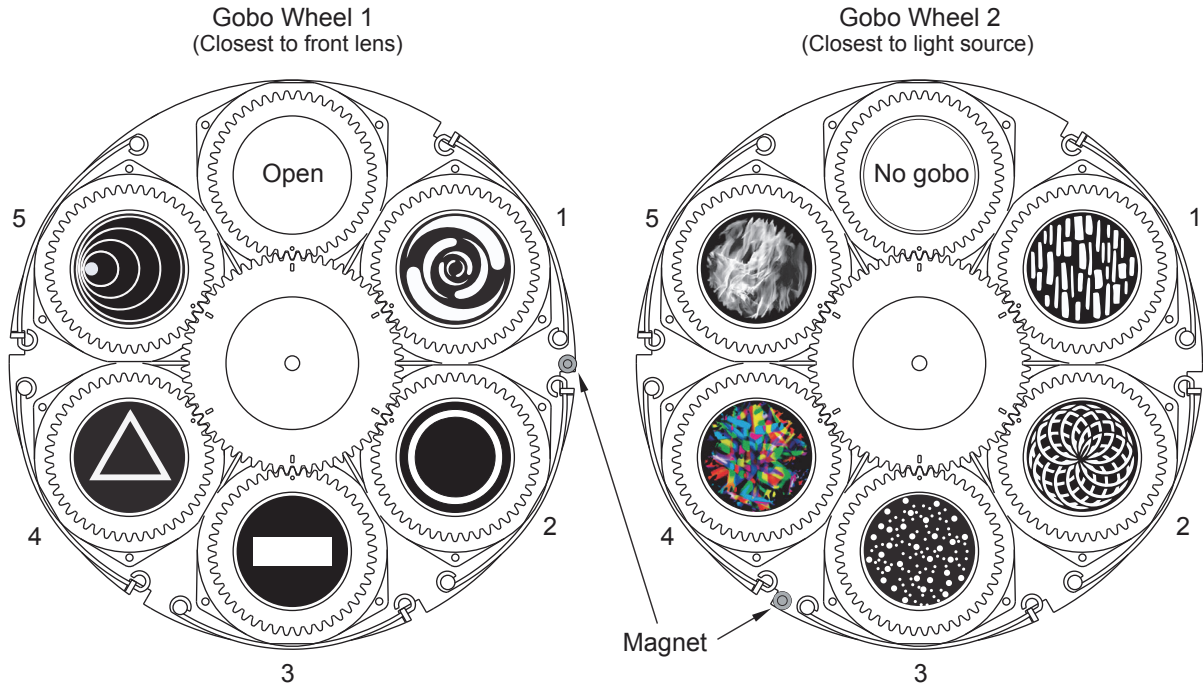 Gobo Wheel 1
(Closest to front lens)
Gobo Wheel 2
(Closest to light source)
Open
No gobo
5
1
5
1
4
2
4
2
Magnet
3
3